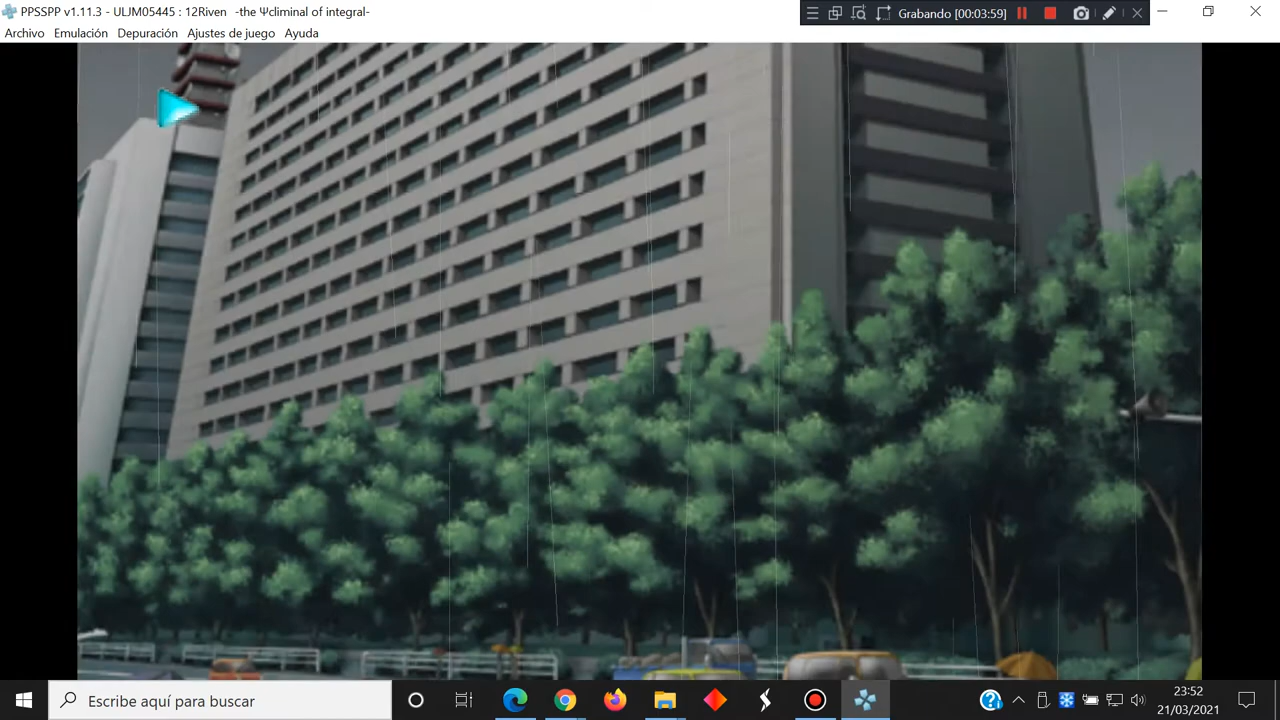 PPSSPP v1.11.3 - ULJM05445 : 12Riven  -the Ψcliminal of integral-
Grabando [00:03:59]
Archivo Emulación Depuración Ajustes de juego Ayuda
Escribe aquí para buscar
23:52
21/03/2021